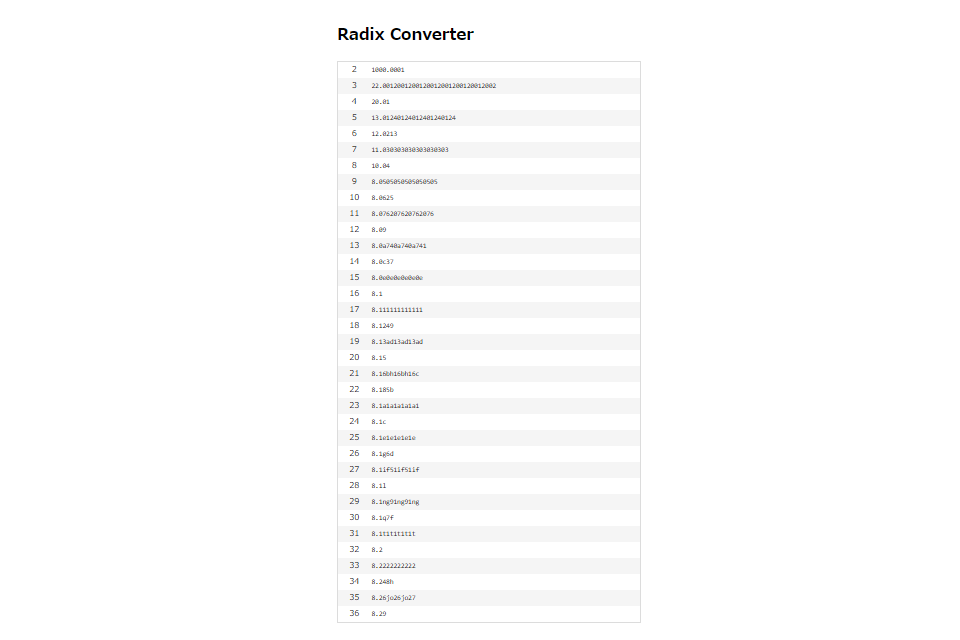 Radix Converter
2 1000.0001
3 22.0012001200120012001200120012002
4 20.01
5 13.01240124012401240124
6 12.0213
7 11.030303030303030303
8 10.04
9 8.0505050505050505
10 8.0625
11 8.076207620762076
12 8.09
13 8.0a740a740a741
14 8.0c37
15 8.0e0e0e0e0e0e
16 8.1
17 8.111111111111
18 8.1249
19 8.13ad13ad13ad
20 8.15
21 8.16bh16bh16c
22 8.185b
23 8.1a1a1a1a1a1
24 8.1c
25 8.1e1e1e1e1e
26 8.1g6d
27 8.1if51if51if
28 8.1l
29 8.1ng91ng91ng
30 8.1q7f
31 8.1t1t1t1t1t
32 8.2
33 8.2222222222
34 8.248h
35 8.26jo26jo27
36 8.29